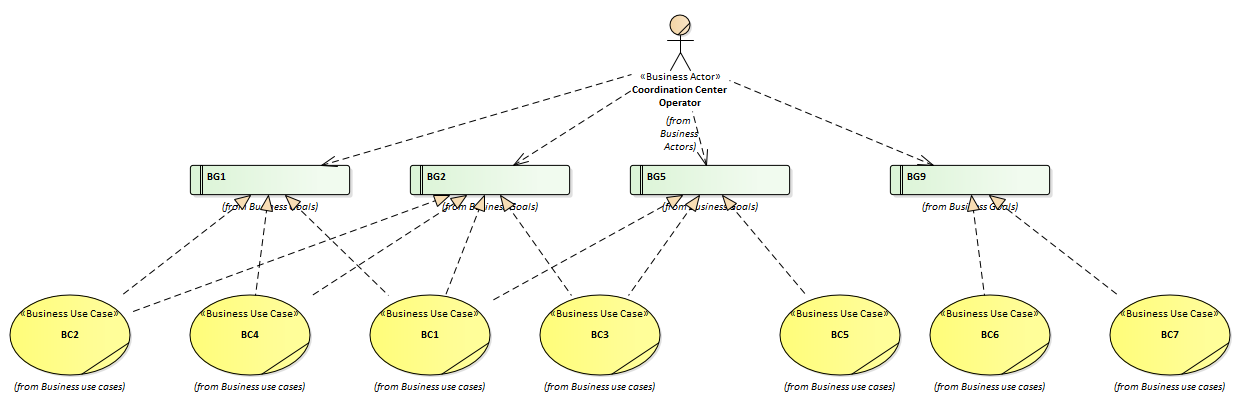 «Business Actor»
Coordination Center
Operator
(from
Business
Actors)
BG1
BG2
BG5
BG9
(from Business Goals)
(from Business Goals)
(from Business Goals)
(from Business Goals)
«Business Use Case»
«Business Use Case»
«Business Use Case»
«Business Use Case»
«Business Use Case»
«Business Use Case»
«Business Use Case»
BC2
BC4
BC1
BC3
BC5
BC6
BC7
(from Business use cases)
(from Business use cases)
(from Business use cases)
(from Business use cases)
(from Business use cases)
(from Business use cases)
(from Business use cases)